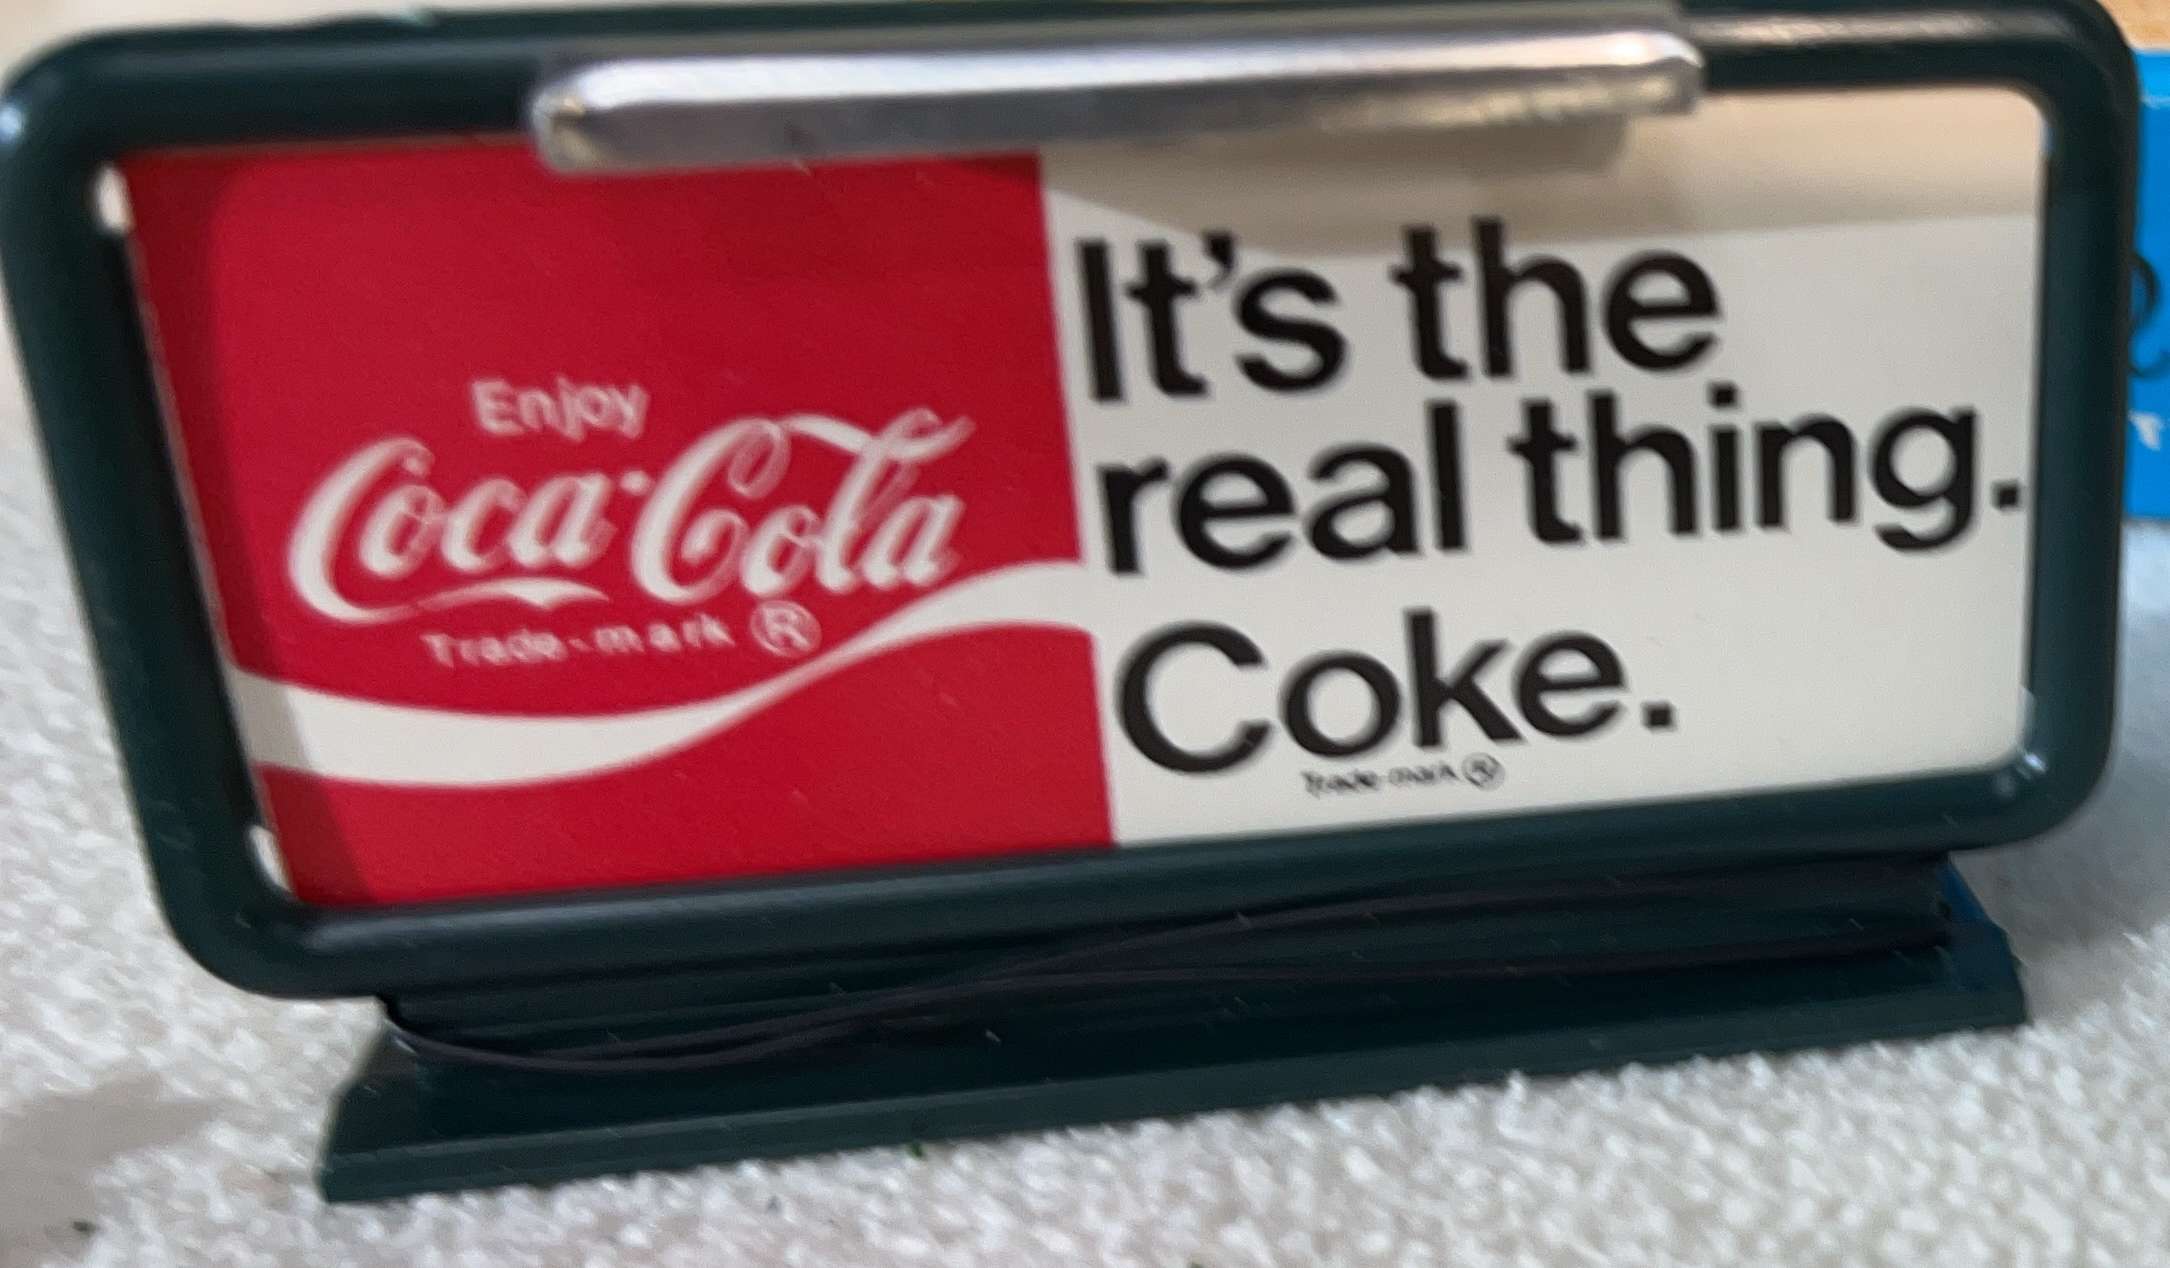 Enjoy
Coca-Cola
Trade-mark ®
It's the
real thing.
Coke.
Trade-mark ®